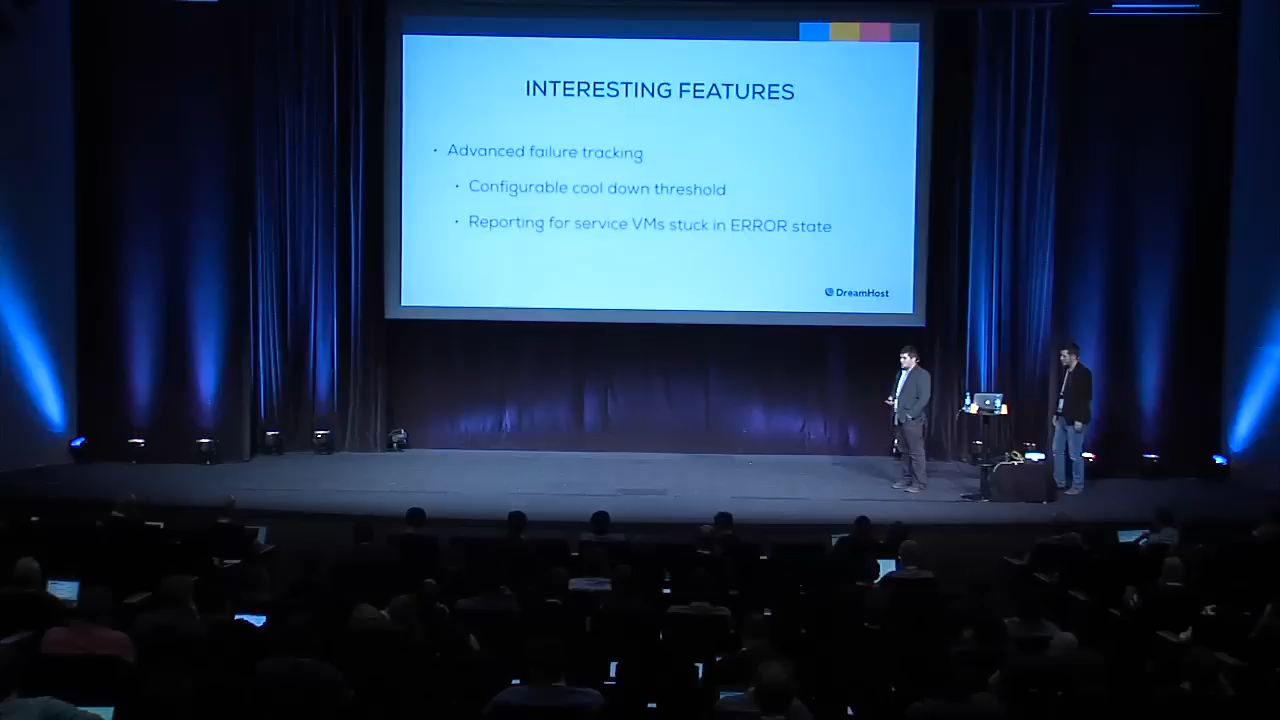 INTERESTING FEATURES
• Advanced failure tracking
• Configurable cool down threshold
• Reporting for service VMs stuck in ERROR state
DreamHost